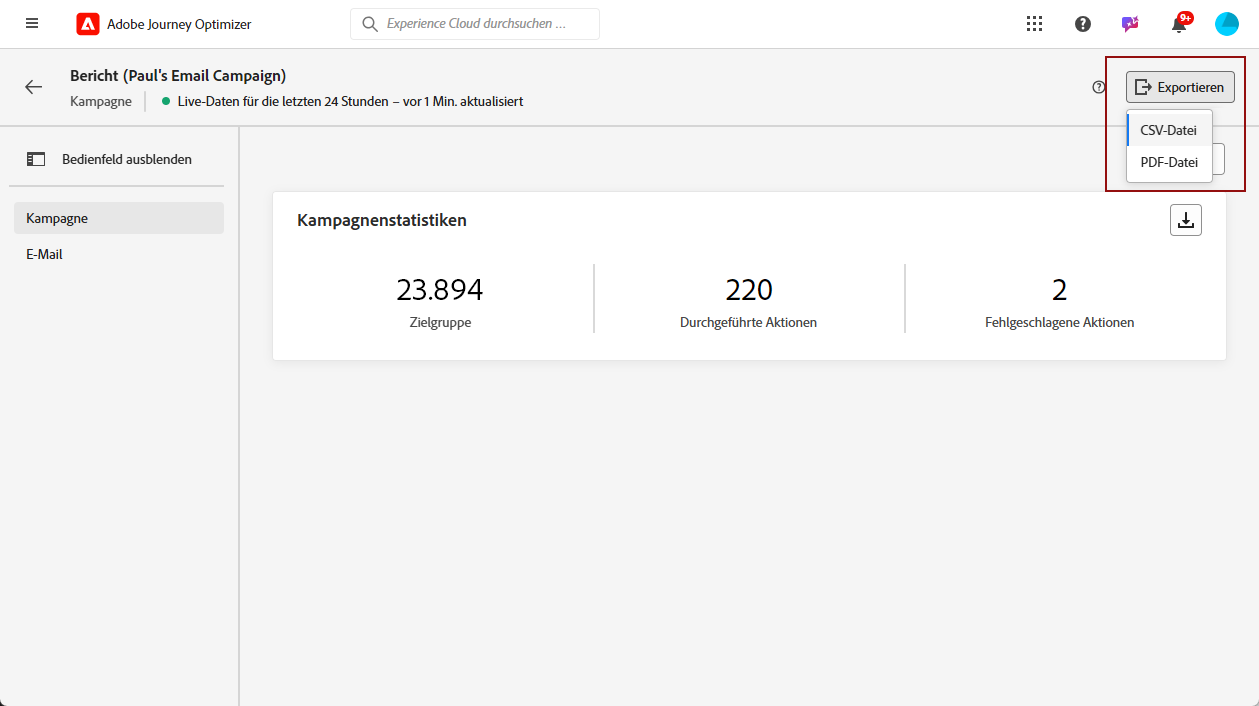 Adobe Journey Optimizer
Experience Cloud durchsuchen ...
9+
Bericht (Paul's Email Campaign)
Kampagne
Live-Daten für die letzten 24 Stunden – vor 1 Min. aktualisiert
Exportieren
CSV-Datei
PDF-Datei
Bedienfeld ausblenden
Kampagne
E-Mail
Kampagnenstatistiken
23.894
Zielgruppe
220
Durchgeführte Aktionen
2
Fehlgeschlagene Aktionen